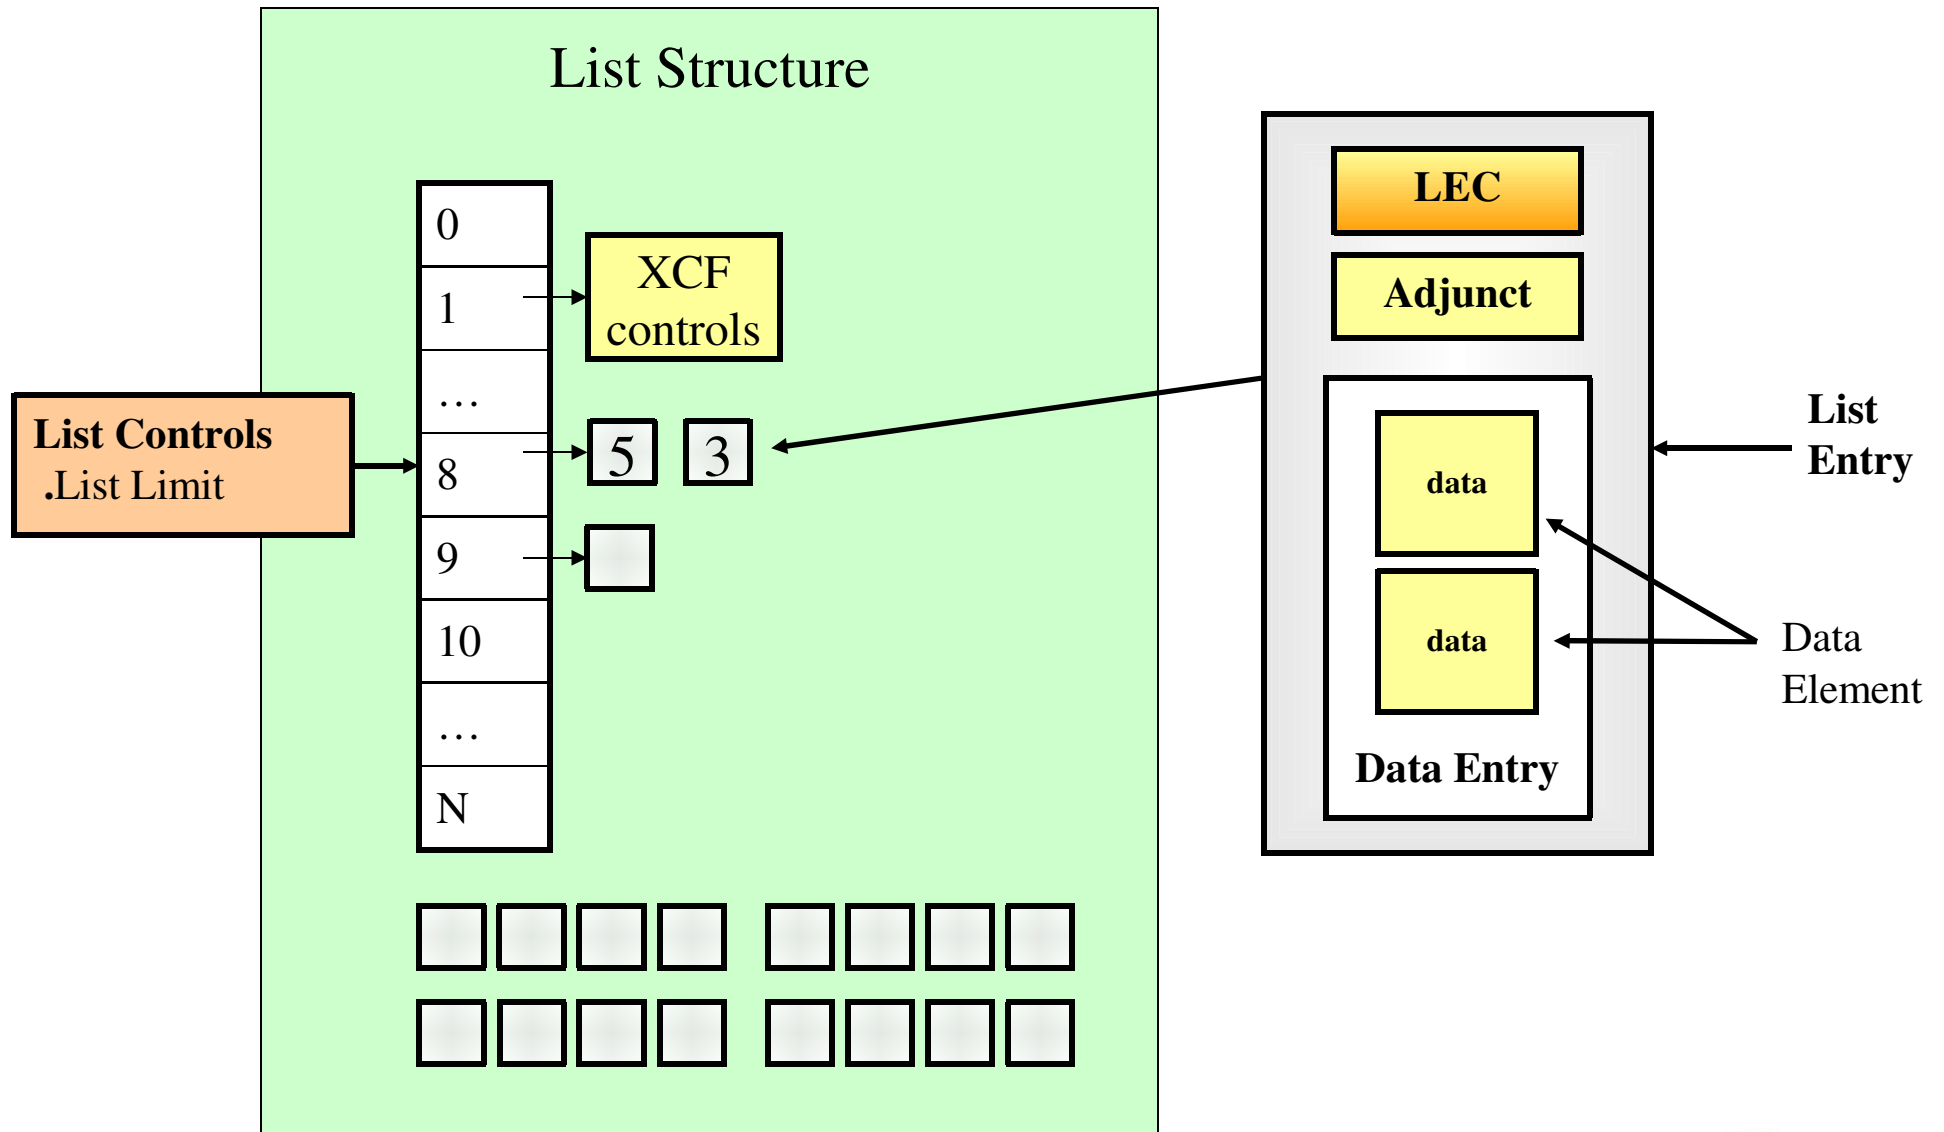 List Structure
0
1
…
8
9
10
…
N
XCF
controls
5 3
List Controls
.List Limit
LEC
Adjunct
data
data
Data Entry
List
Entry
Data
Element